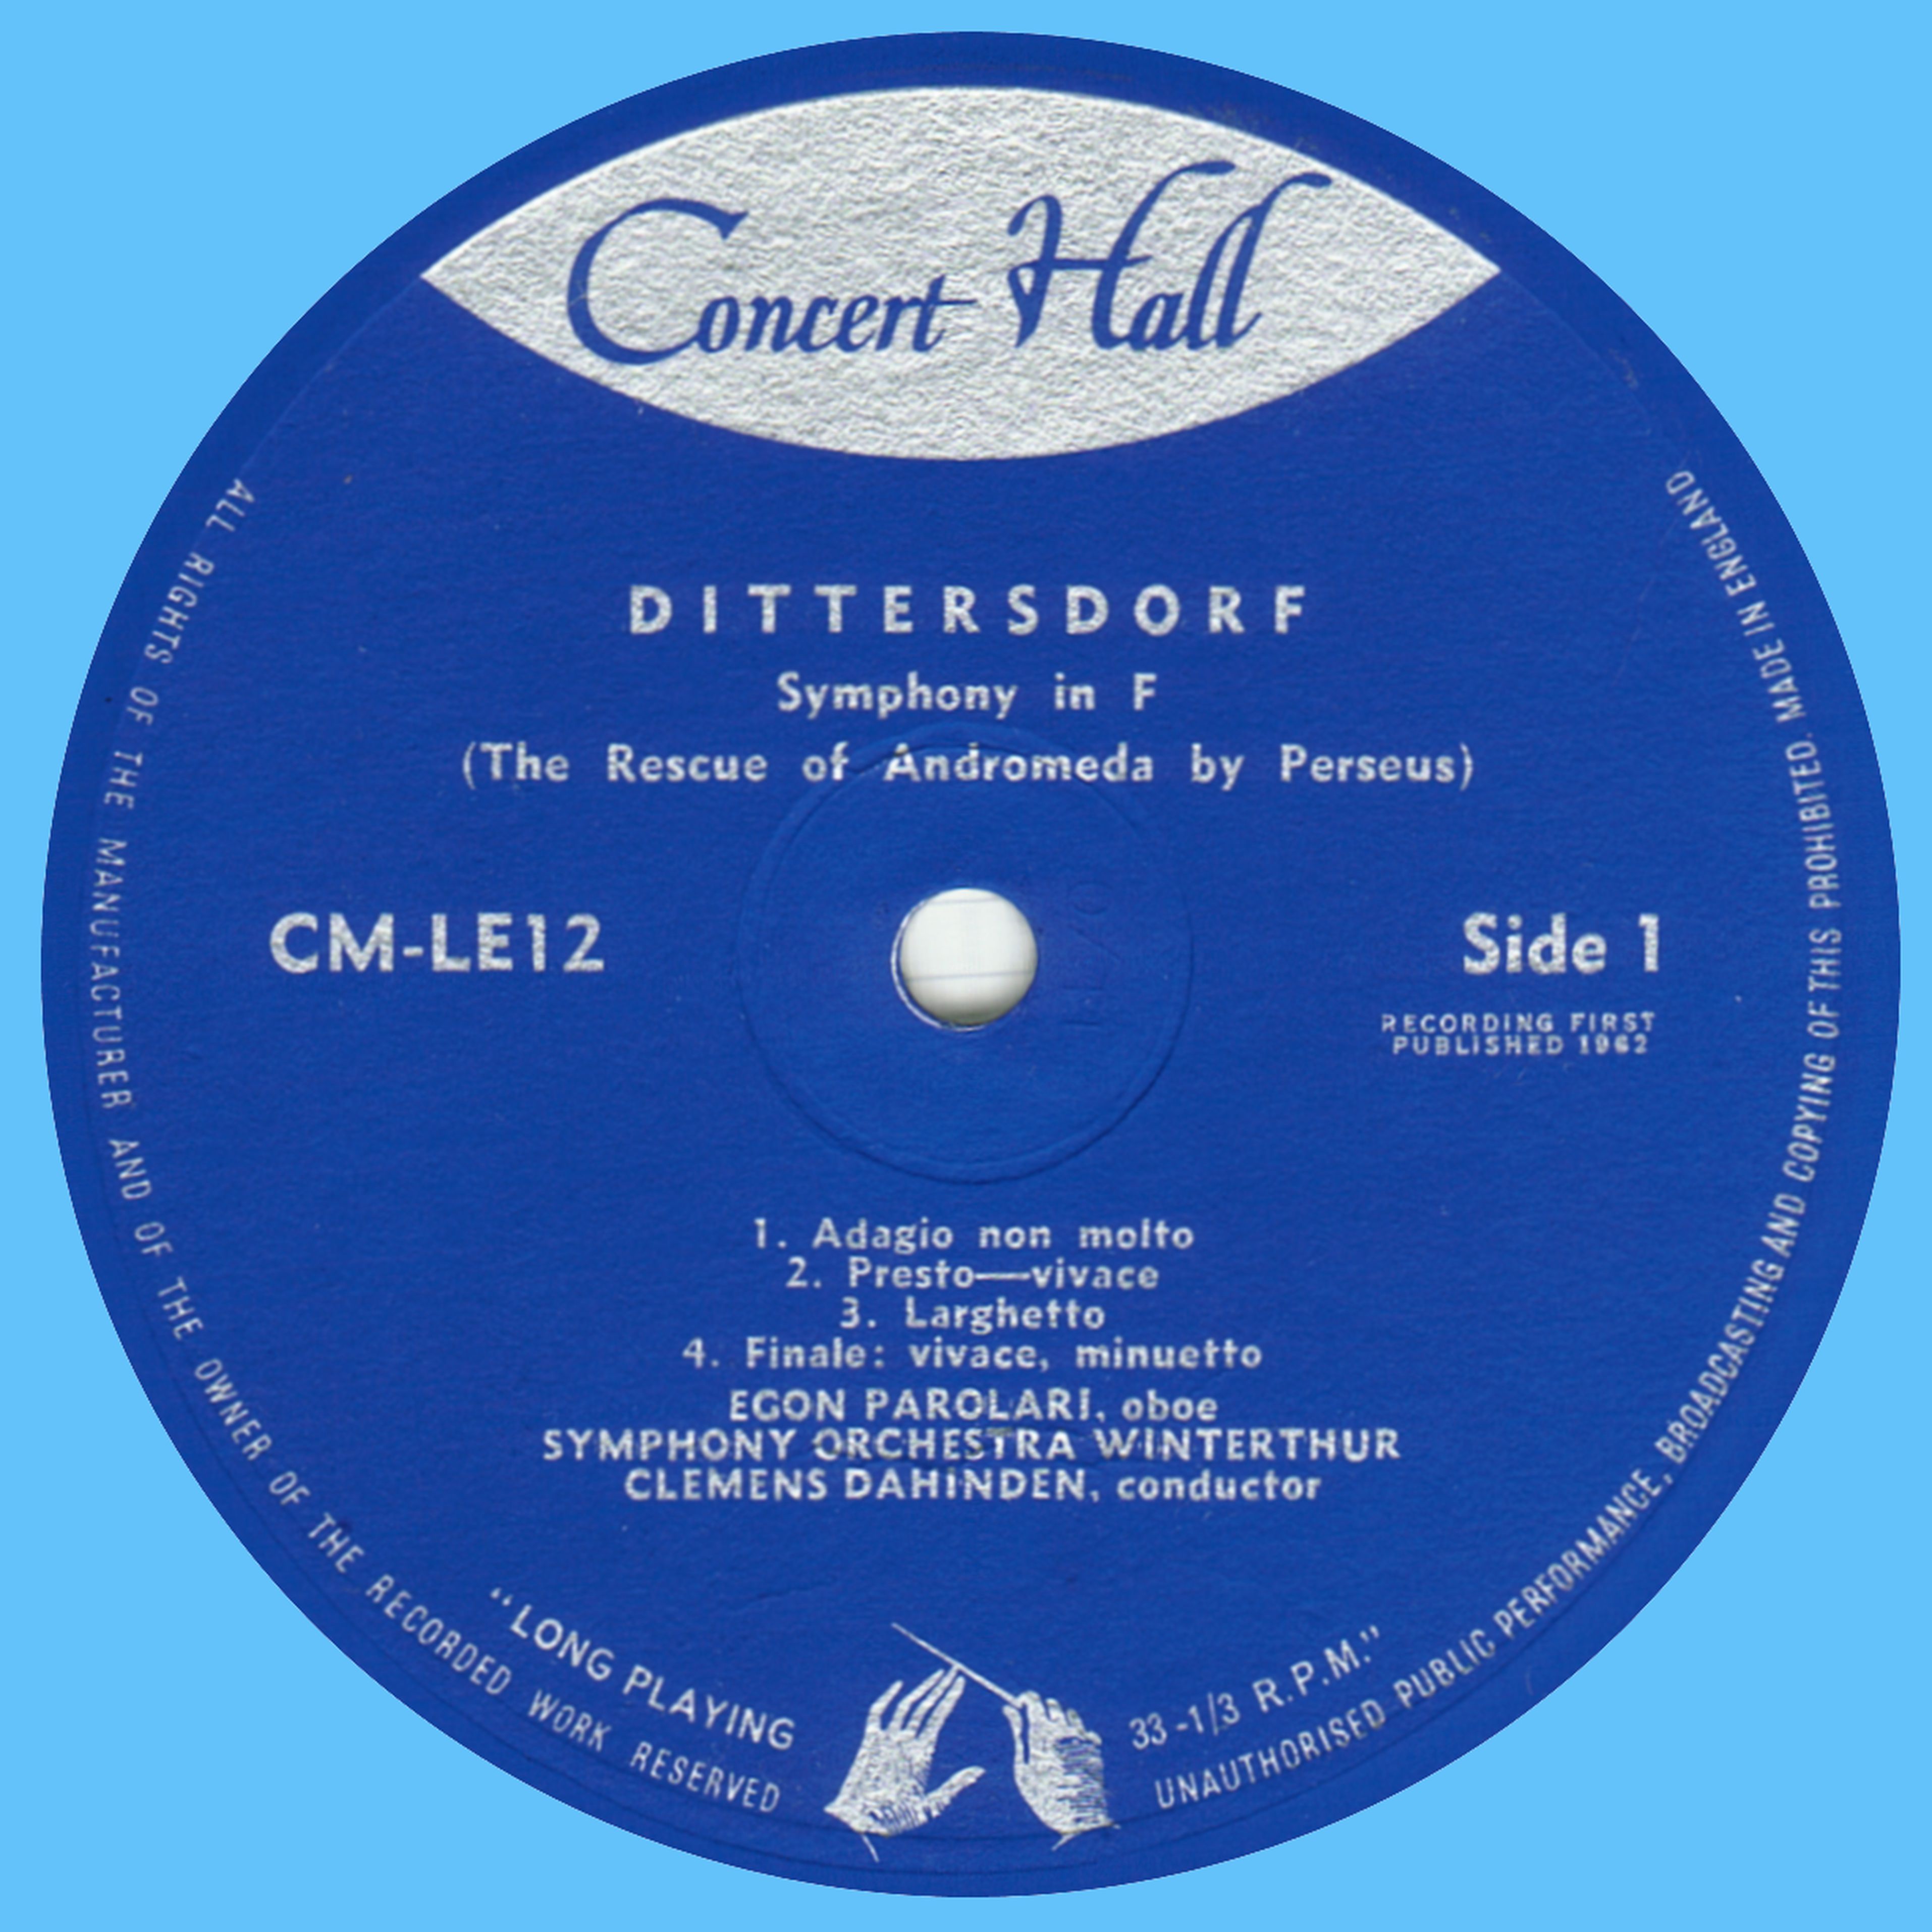 Concert Hall
DITTERSDORF
Symphony in F
(The Rescue of Andromeda by Perseus)
CM-LE12
Side 1
RECORDING FIRST
PUBLISHED 1962
1. Adagio non molto
2. Presto—vivace
3. Larghetto
4. Finale: vivace, minuetto
EGON PAROLARI, oboe
SYMPHONY ORCHESTRA WINTERTHUR
CLEMENS DAHINDEN, conductor
“LONG PLAYING
33-1/3 R.P.M.”
ALL RIGHTS OF THE MANUFACTURER AND OF THE OWNER OF THE RECORDED WORK RESERVED
UNAUTHORISED PUBLIC PERFORMANCE, BROADCASTING AND COPYING OF THIS PROHIBITED. MADE IN ENGLAND